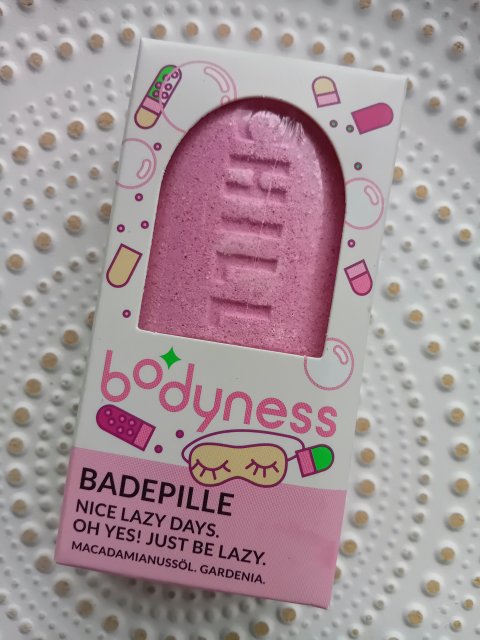 CHILL
bodyness
BADEPILLE
NICE LAZY DAYS.
OH YES! JUST BE LAZY.
MACADAMIANUSSÖL. GARDENIA.